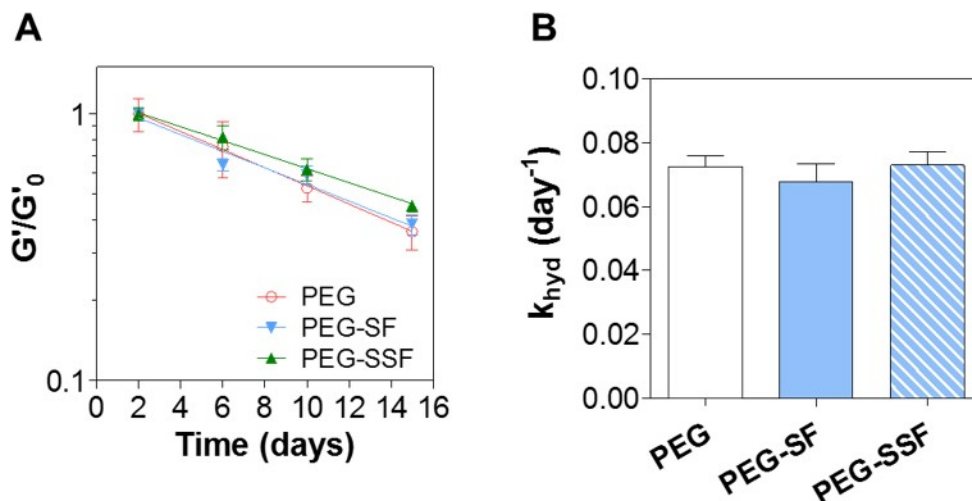 A
G'/G'0
1
0.1
0 2 4 6 8 10 12 14 16
Time (days)
PEG
PEG-SF
PEG-SSF
B
khyd (day-1)
0.10
0.08
0.06
0.04
0.02
0.00
PEG
PEG-SF
PEG-SSF